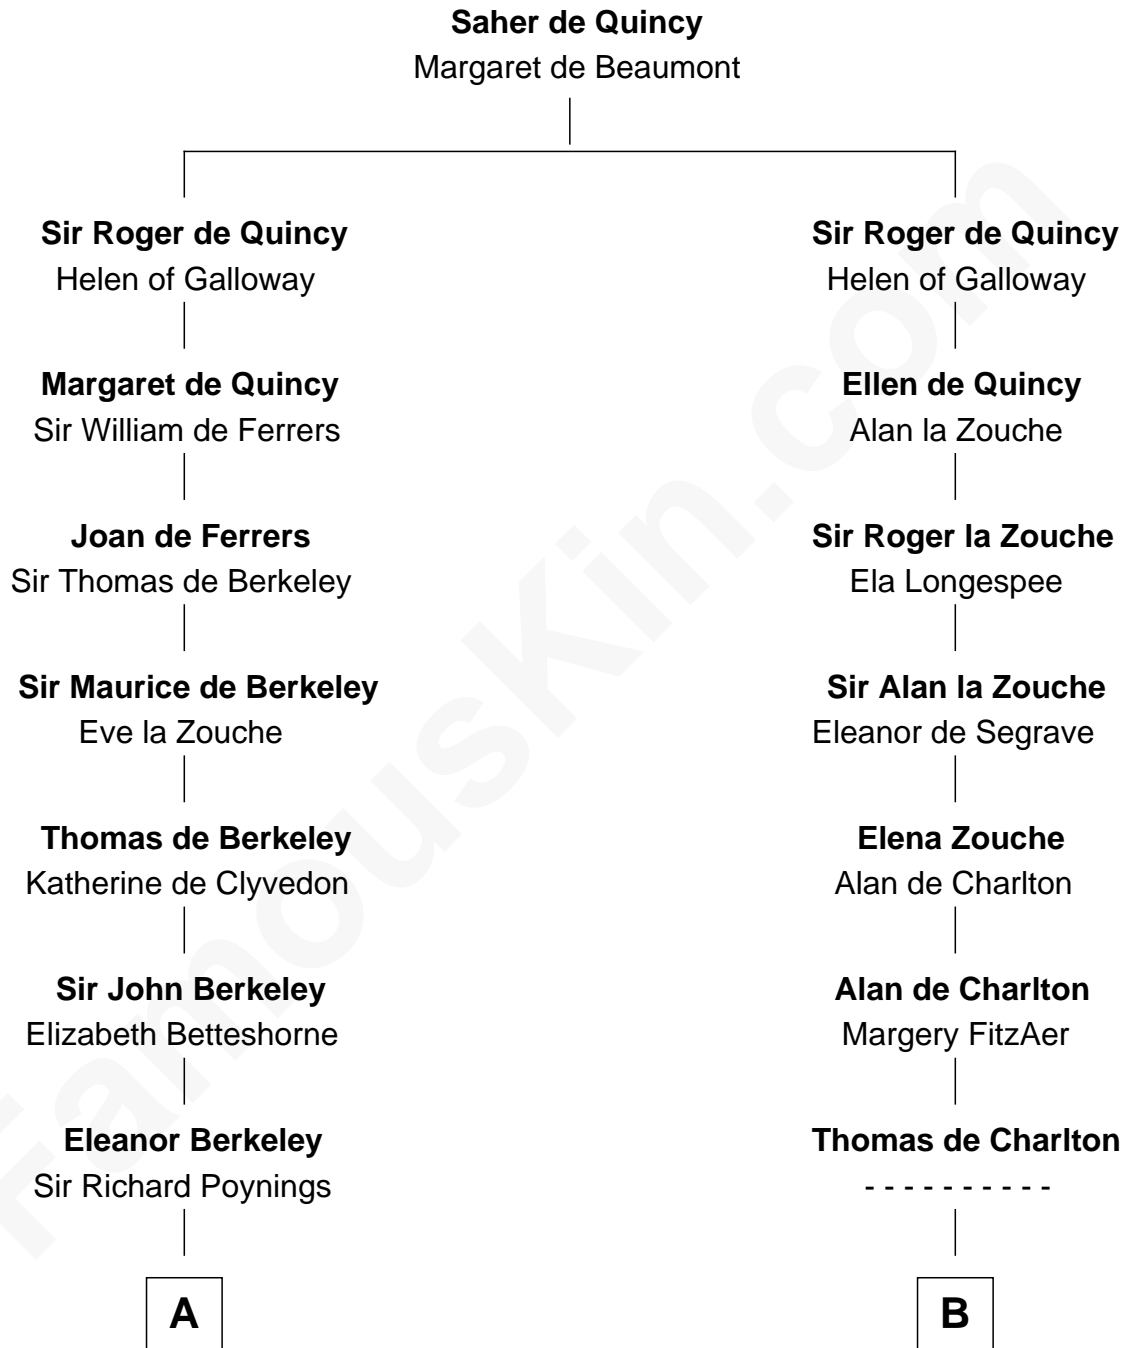 Saher de Quincy
Margaret de Beaumont
Sir Roger de Quincy
Helen of Galloway
Margaret de Quincy
Sir William de Ferrers
Joan de Ferrers
Sir Thomas de Berkeley
Sir Maurice de Berkeley
Eve la Zouche
Thomas de Berkeley
Katherine de Clyvedon
Sir John Berkeley
Elizabeth Betteshorne
Eleanor Berkeley
Sir Richard Poynings
A
Sir Roger de Quincy
Helen of Galloway
Ellen de Quincy
Alan la Zouche
Sir Roger la Zouche
Ela Longespee
Sir Alan la Zouche
Eleanor de Segrave
Elena Zouche
Alan de Charlton
Alan de Charlton
Margery FitzAer
Thomas de Charlton
- - - - - - - - - -
B
FamousKin.com